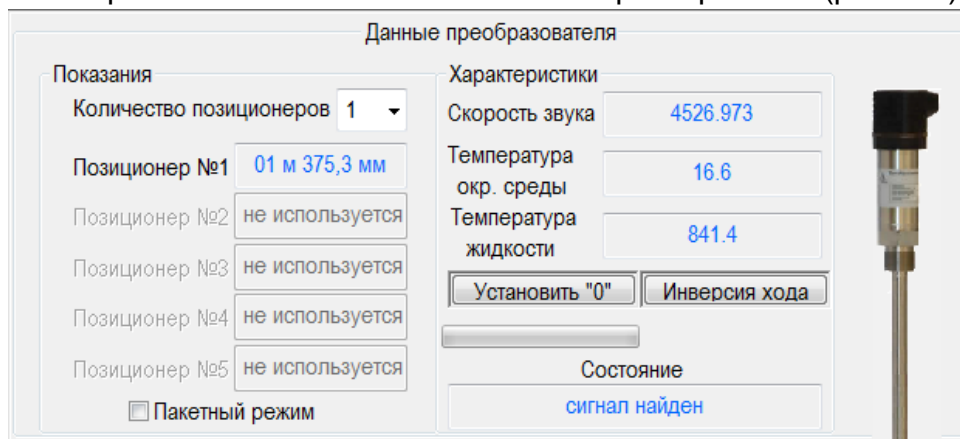 Данные преобразователя
Показания
Количество позиционеров 1
Позиционер №1 01 м 375,3 мм
Позиционер №2 не используется
Позиционер №3 не используется
Позиционер №4 не используется
Позиционер №5 не используется
Пакетный режим
Характеристики
Скорость звука 4526.973
Температура
окр. среды 16.6
Температура
жидкости 841.4
Установить "0" Инверсия хода
Состояние
сигнал найден